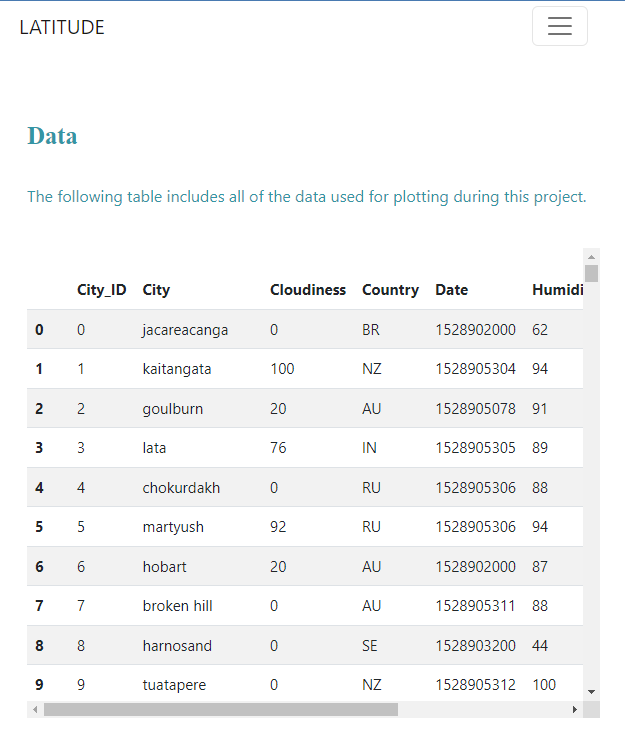 LATITUDE
Data
The following table includes all of the data used for plotting during this project.
City_ID City Cloudiness Country Date Humidi
0 0 jacareacanga 0 BR 1528902000 62
1 1 kaitangata 100 NZ 1528905304 94
2 2 goulburn 20 AU 1528905078 91
3 3 lata 76 IN 1528905305 89
4 4 chokurdakh 0 RU 1528905306 88
5 5 martyush 92 RU 1528905306 94
6 6 hobart 20 AU 1528902000 87
7 7 broken hill 0 AU 1528905311 88
8 8 harnosand 0 SE 1528903200 44
9 9 tuatapere 0 NZ 1528905312 100